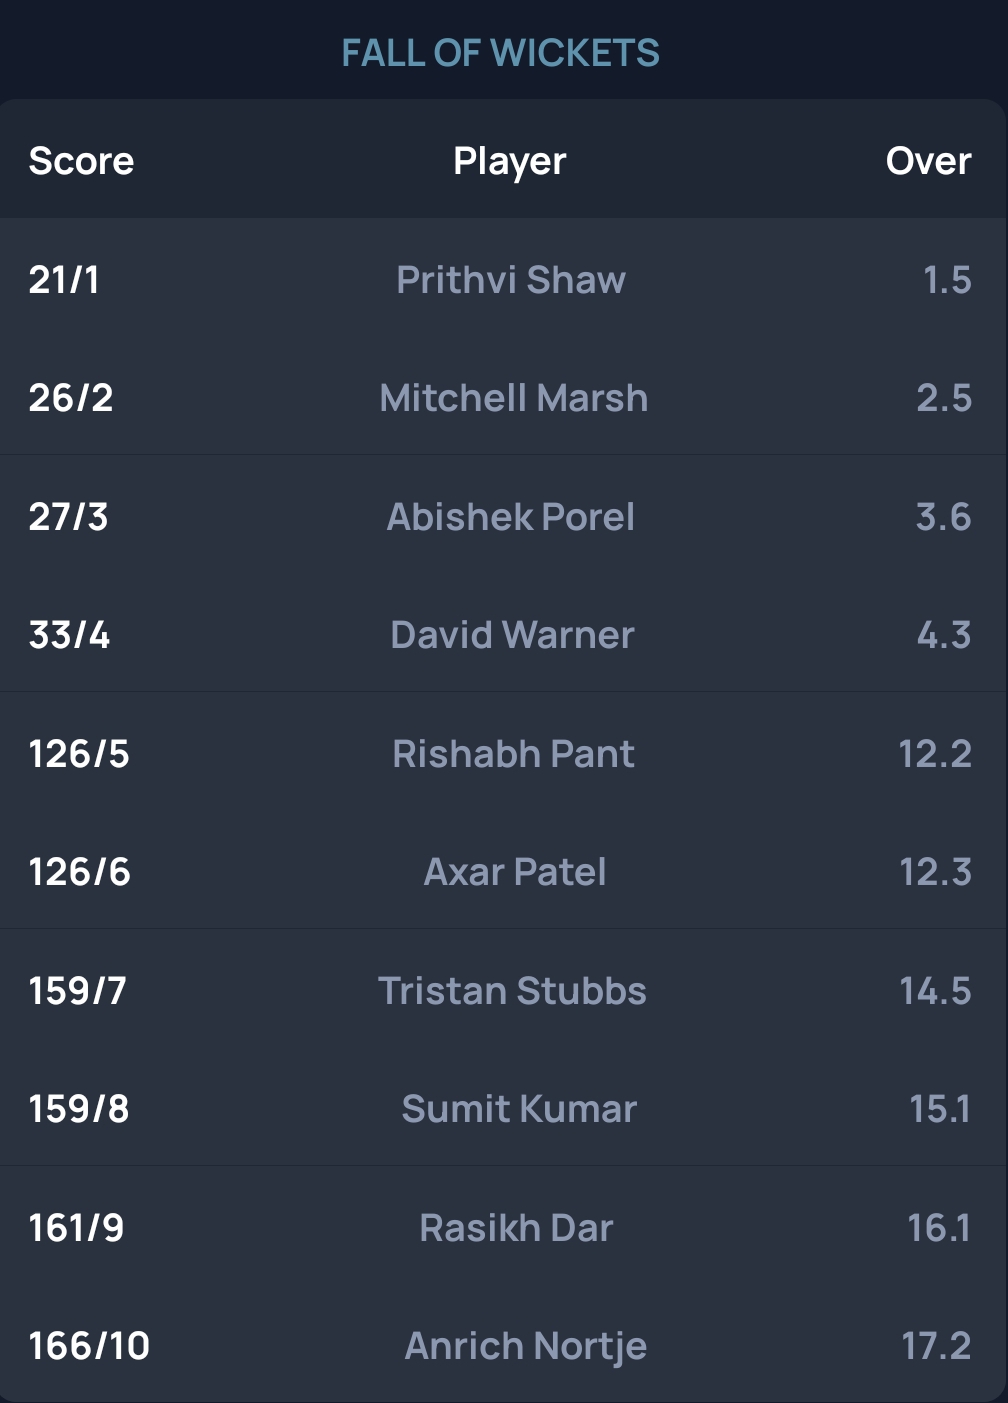 FALL OF WICKETS
Score Player Over
21/1 Prithvi Shaw 1.5
26/2 Mitchell Marsh 2.5
27/3 Abishek Porel 3.6
33/4 David Warner 4.3
126/5 Rishabh Pant 12.2
126/6 Axar Patel 12.3
159/7 Tristan Stubbs 14.5
159/8 Sumit Kumar 15.1
161/9 Rasikh Dar 16.1
166/10 Anrich Nortje 17.2